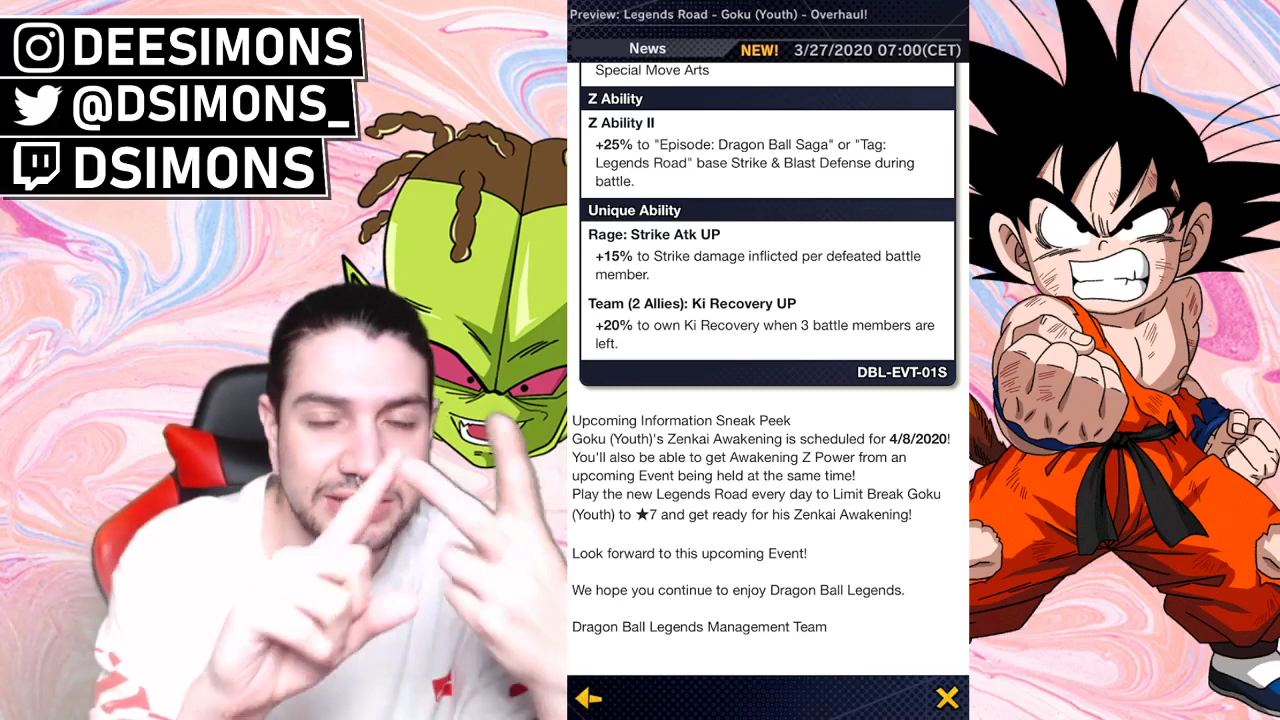 DEESIMONS
@DSIMONS_
DSIMONS
Preview: Legends Road - Goku (Youth) - Overhaul!
News NEW! 3/27/2020 07:00(CET)
Special Move Arts
Z Ability
Z Ability II
+25% to "Episode: Dragon Ball Saga" or "Tag:
Legends Road" base Strike & Blast Defense during
battle.
Unique Ability
Rage: Strike Atk UP
+15% to Strike damage inflicted per defeated battle
member.
Team (2 Allies): Ki Recovery UP
+20% to own Ki Recovery when 3 battle members are
left.
DBL-EVT-01S
Upcoming Information Sneak Peek
Goku (Youth)'s Zenkai Awakening is scheduled for 4/8/2020!
You'll also be able to get Awakening Z Power from an
upcoming Event being held at the same time!
Play the new Legends Road every day to Limit Break Goku
(Youth) to ★7 and get ready for his Zenkai Awakening!
Look forward to this upcoming Event!
We hope you continue to enjoy Dragon Ball Legends.
Dragon Ball Legends Management Team